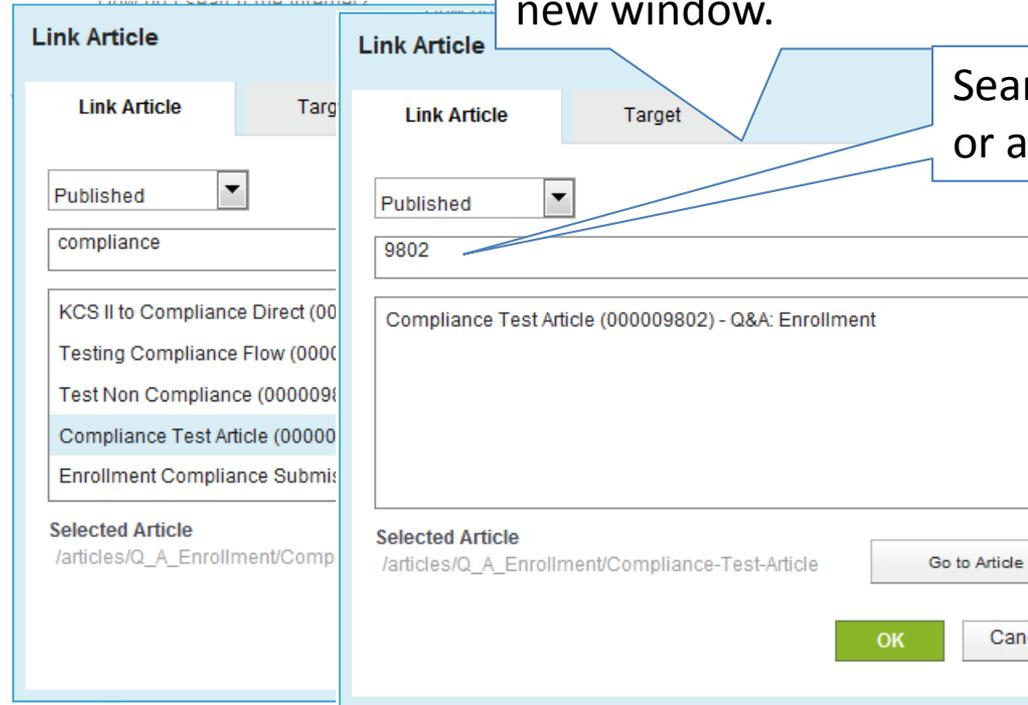 new window.
Link Article
Link Article
Published
compliance
KCS II to Compliance Direct (00
Testing Compliance Flow (0000
Test Non Compliance (0000098
Compliance Test Article (00000
Enrollment Compliance Submis
Selected Article
/articles/Q_A_Enrollment/Comp
Link Article
Link Article
Target
Published
9802
Compliance Test Article (000009802) - Q&A: Enrollment
Selected Article
/articles/Q_A_Enrollment/Compliance-Test-Article
Go to Article
OK
or a